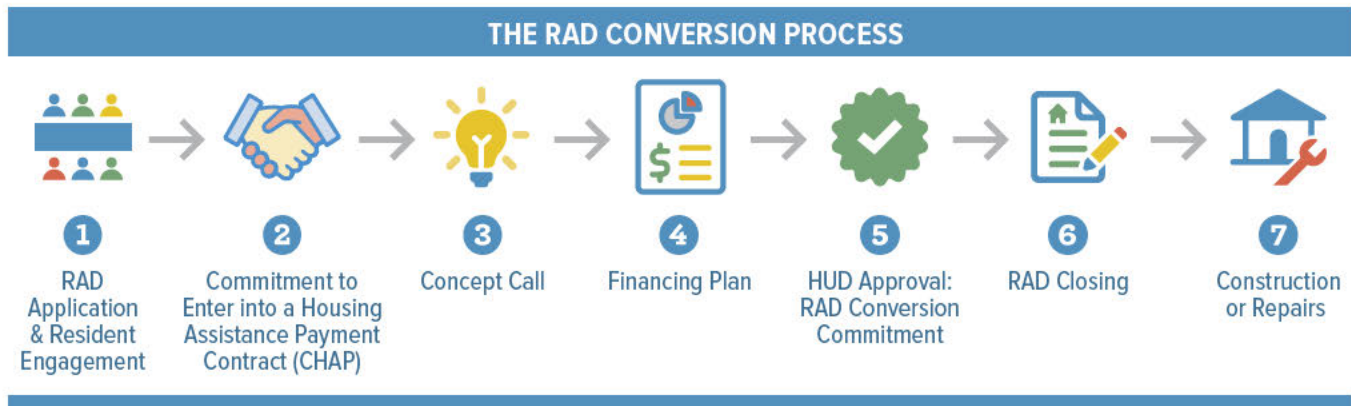 THE RAD CONVERSION PROCESS
1
RAD
Application
& Resident
Engagement
2
Commitment to
Enter into a Housing
Assistance Payment
Contract (CHAP)
3
Concept Call
4
Financing Plan
5
HUD Approval:
RAD Conversion
Commitment
6
RAD Closing
7
Construction
or Repairs
$